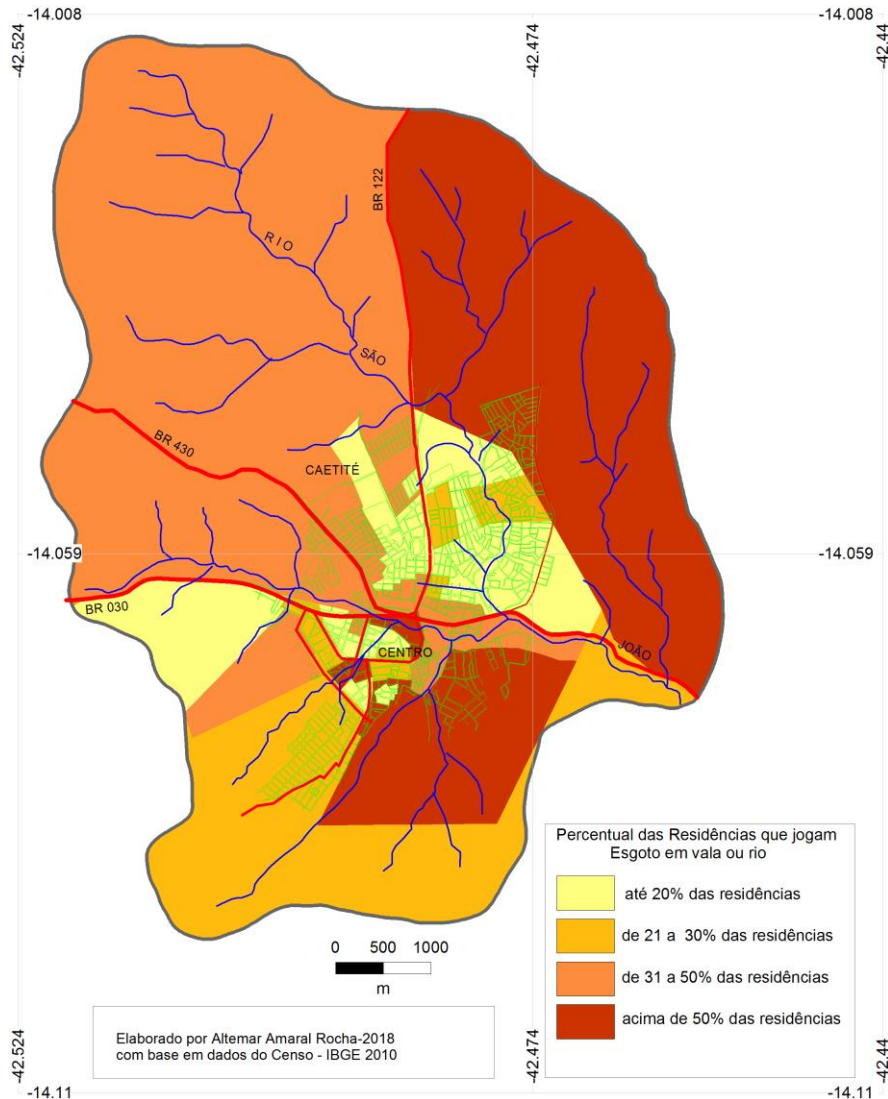 -14.008
-14.008
-42.524
-42.474
-42.44
BR 122
RIO
SÃO
BR 430
CAETITÉ
-14.059
-14.059
BR 030
CENTRO
JOÃO
Percentual das Residências que jogam
Esgoto em vala ou rio
até 20% das residências
de 21 a 30% das residências
de 31 a 50% das residências
acima de 50% das residências
0 500 1000
m
Elaborado por Altemar Amaral Rocha-2018
com base em dados do Censo - IBGE 2010
-42.524
-42.474
-42.44
-14.11
-14.11